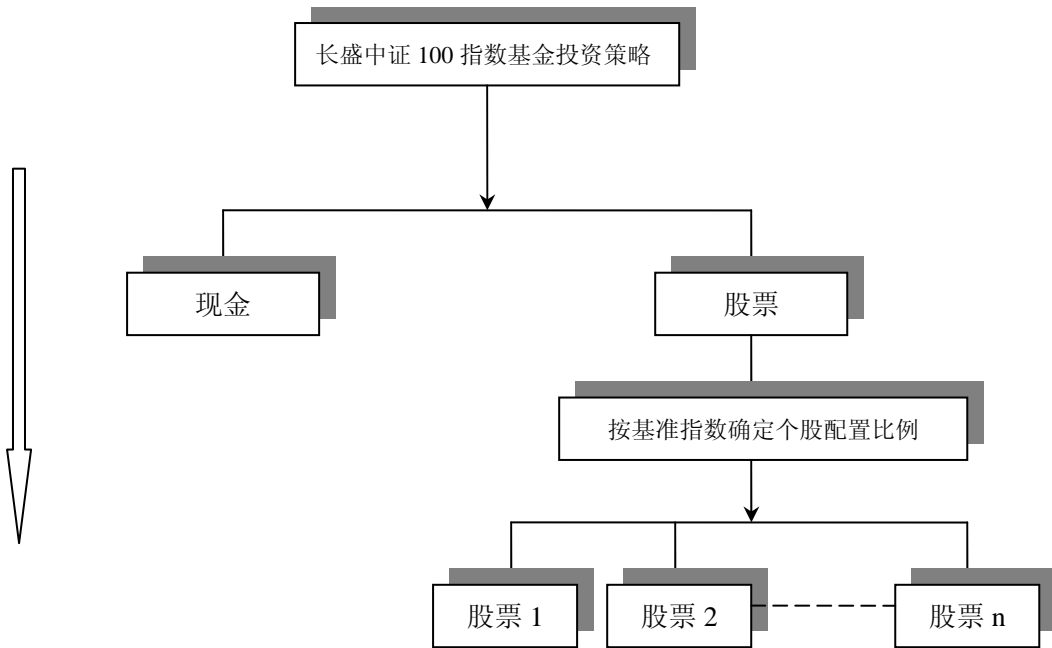 长盛中证 100 指数基金投资策略
现金
股票
按基准指数确定个股配置比例
股票 1
股票 2
股票 n